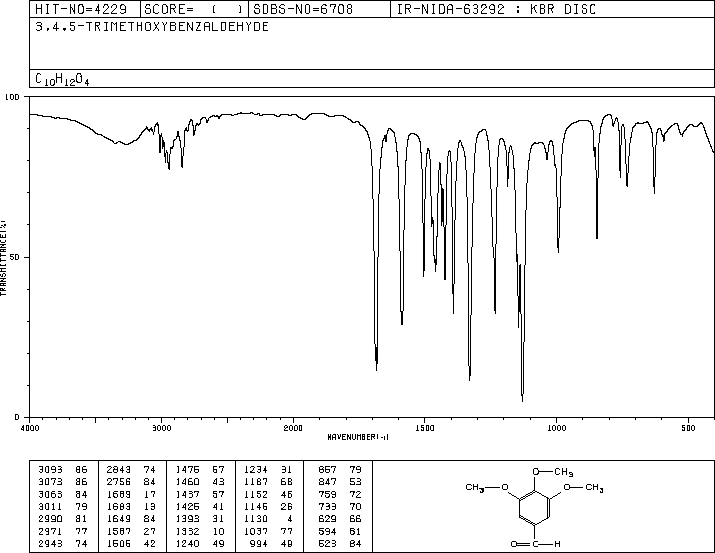 HIT-NO=4229 SCORE= ( ) SDBS-NO=6708 IR-NIDA-63292 : KBR DISC
3,4,5-TRIMETHOXYBENZALDEHYDE
C10H12O4
100
TRANSMITTANCE(%)
50
0
4000 3000 2000 1500 1000 500
WAVENUMBER(-1)
3093 86 2843 74 1476 57 1234 31 857 79
3073 86 2756 84 1460 43 1187 68 847 53
3063 84 1689 17 1457 57 1152 46 759 72
3011 79 1683 13 1425 41 1146 26 733 70
2990 81 1649 84 1393 31 1130 4 629 66
2971 77 1587 27 1332 10 1037 77 594 81
2943 74 1506 42 1240 49 994 49 523 84
O—CH3
CH3—O
O—CH3
O=C—H